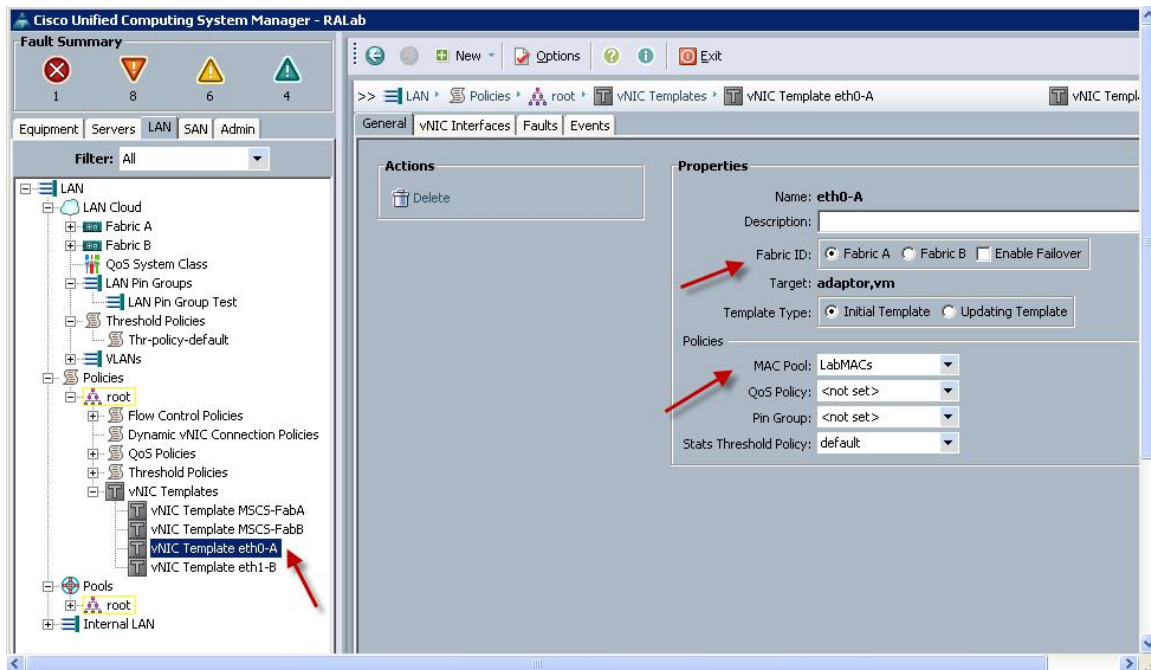 Cisco Unified Computing System Manager - RALab
Fault Summary
1 8 6 4
Equipment Servers LAN SAN Admin
Filter: All
LAN
LAN Cloud
Fabric A
Fabric B
QoS System Class
LAN Pin Groups
LAN Pin Group Test
Threshold Policies
Thr-policy-default
VLANs
Policies
root
Flow Control Policies
Dynamic vNIC Connection Policies
QoS Policies
Threshold Policies
vNIC Templates
vNIC Template MSCS-FabA
vNIC Template MSCS-FabB
vNIC Template eth0-A
vNIC Template eth1-B
Pools
root
Internal LAN
New Options Exit
>> LAN Policies root vNIC Templates vNIC Template eth0-A vNIC Templ
General vNIC Interfaces Faults Events
Actions
Delete
Properties
Name: eth0-A
Description:
Fabric ID: Fabric A Fabric B Enable Failover
Target: adaptor,vm
Template Type: Initial Template Updating Template
Policies
MAC Pool: LabMACs
QoS Policy: <not set>
Pin Group: <not set>
Stats Threshold Policy: default